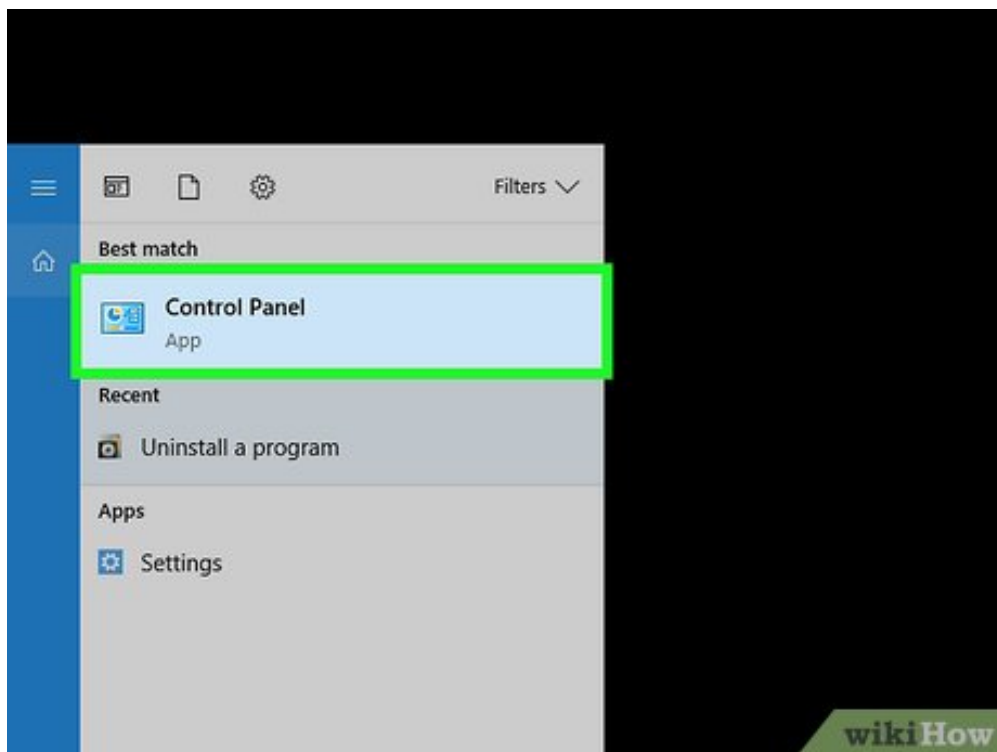 Filters
Best match
Control Panel
App
Recent
Uninstall a program
Apps
Settings
wikiHow